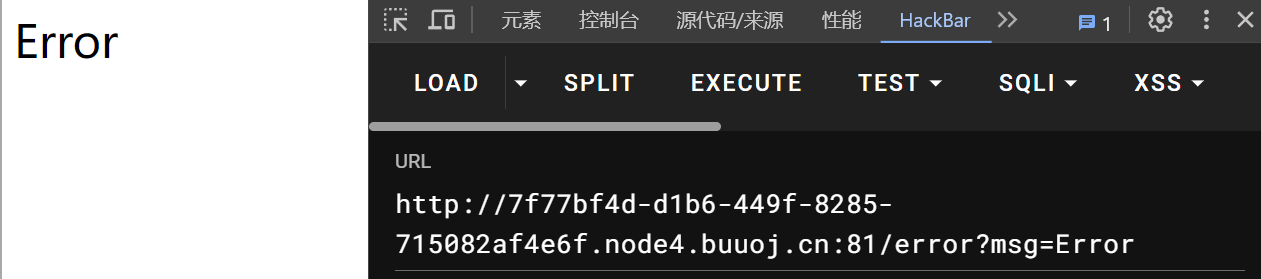 Error
元素 控制台 源代码/来源 性能 HackBar 1
LOAD SPLIT EXECUTE TEST SQLI XSS
URL
http://7f77bf4d-d1b6-449f-8285-
715082af4e6f.node4.buuoj.cn:81/error?msg=Error